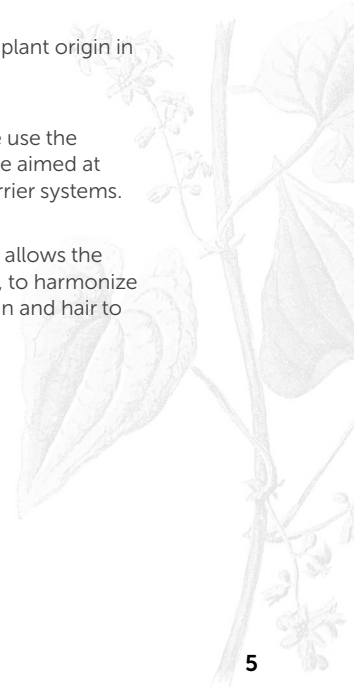 plant origin in
use the
e aimed at
rrier systems.
allows the
, to harmonize
n and hair to
5